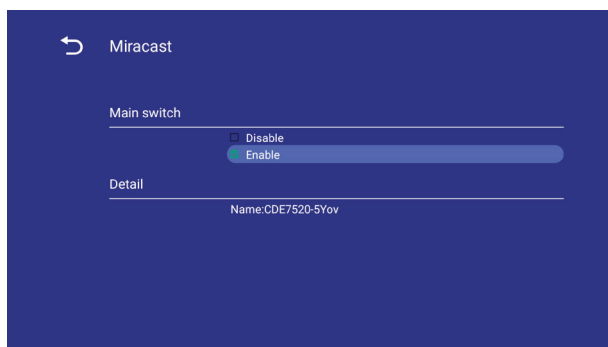 Miracast
Main switch
Disable
Enable
Detail
Name:CDE7520-5Yov